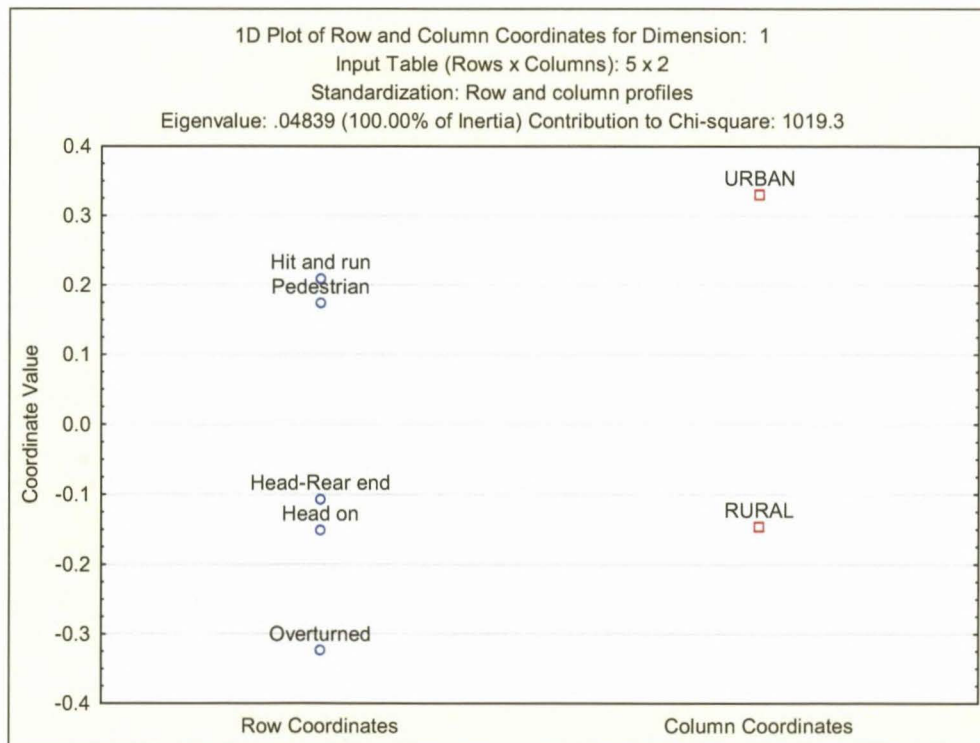 1D Plot of Row and Column Coordinates for Dimension: 1
Input Table (Rows x Columns): 5 x 2
Standardization: Row and column profiles
Eigenvalue: .04839 (100.00% of Inertia) Contribution to Chi-square: 1019.3
0.4
URBAN
0.3
Hit and run
0.2
Pedestrian
0.1
Coordinate Value
0.0
Head-Rear end
-0.1
Head on
RURAL
-0.2
-0.3
Overturned
-0.4
Row Coordinates
Column Coordinates